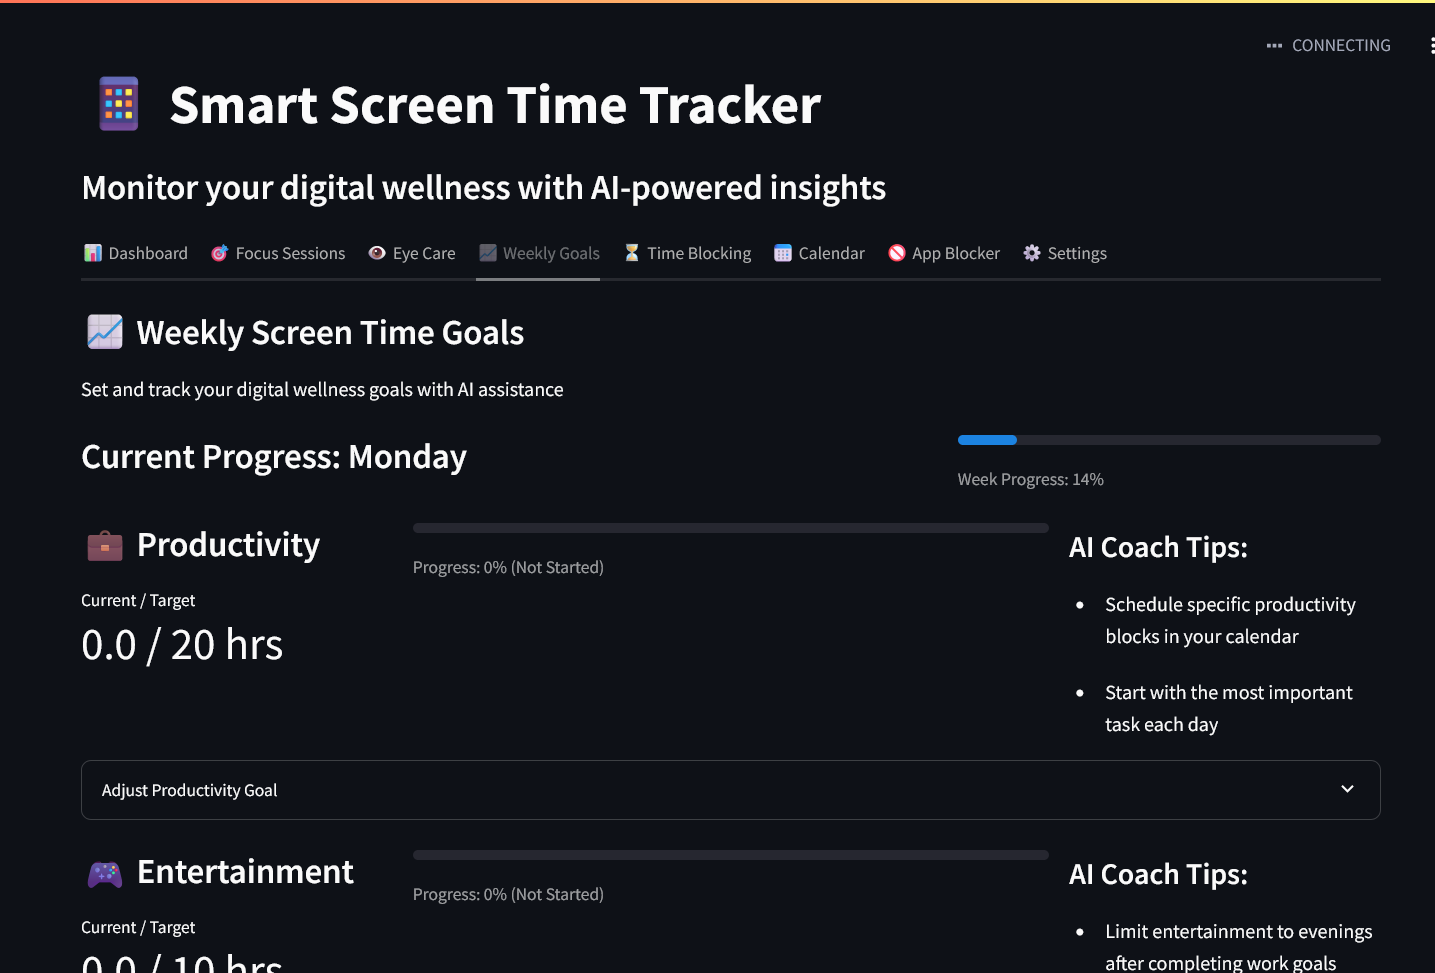 CONNECTING
Smart Screen Time Tracker
Monitor your digital wellness with AI-powered insights
Dashboard Focus Sessions Eye Care Weekly Goals Time Blocking Calendar App Blocker Settings
Weekly Screen Time Goals
Set and track your digital wellness goals with AI assistance
Current Progress: Monday
Week Progress: 14%
Productivity
Progress: 0% (Not Started)
Current / Target
0.0 / 20 hrs
AI Coach Tips:
Schedule specific productivity
blocks in your calendar
Start with the most important
task each day
Adjust Productivity Goal
Entertainment
Progress: 0% (Not Started)
Current / Target
0.0 / 10 hrs
AI Coach Tips:
Limit entertainment to evenings
after completing work goals